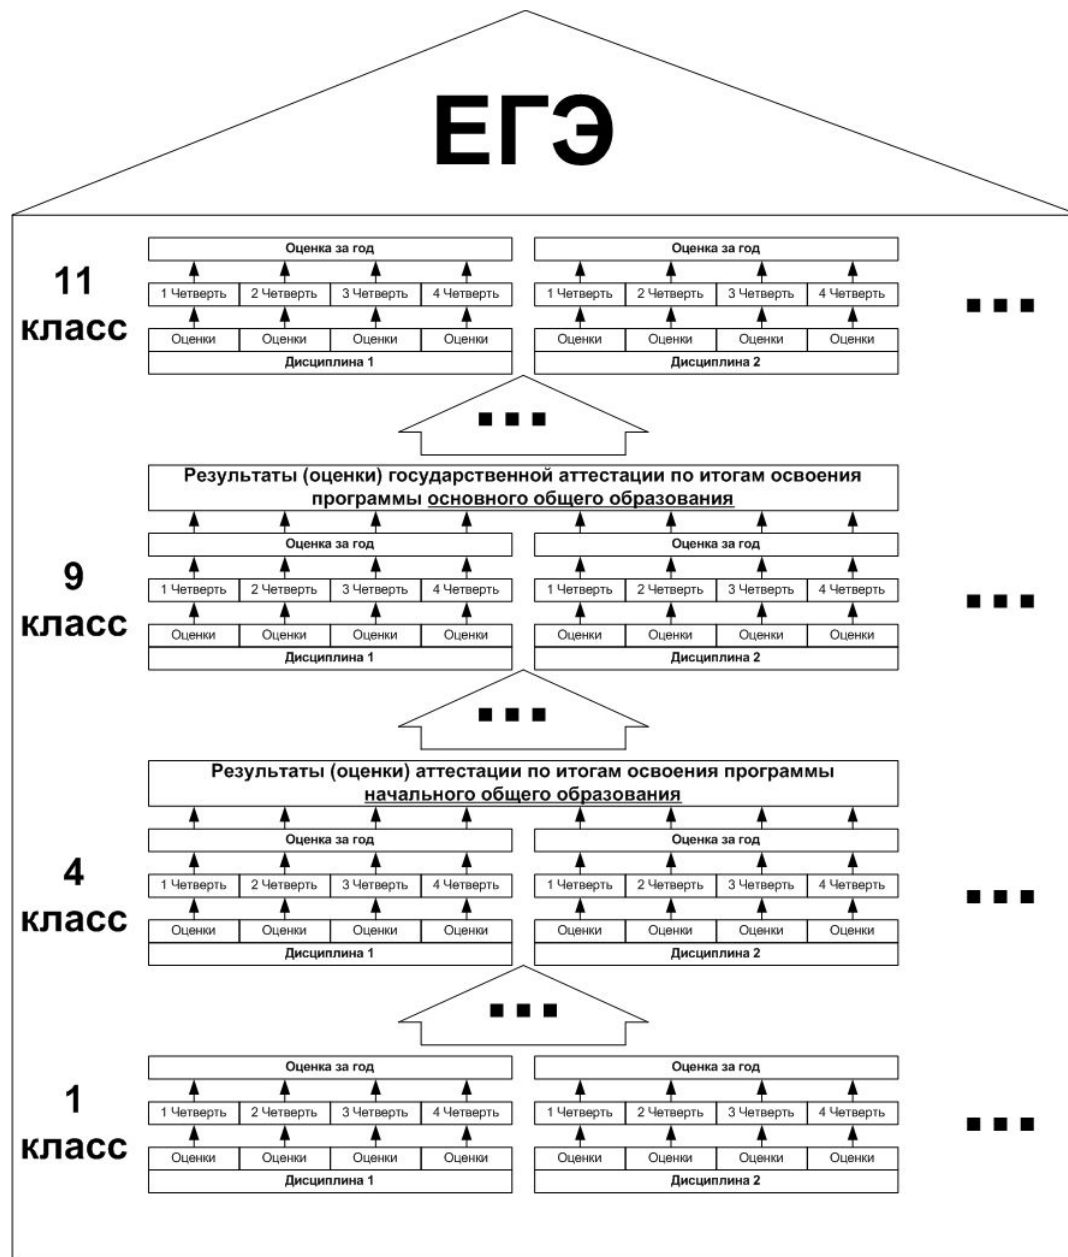 ЕГЭ
11
класс
Оценка за год Оценка за год
1 Четверть 2 Четверть 3 Четверть 4 Четверть 1 Четверть 2 Четверть 3 Четверть 4 Четверть
Оценки Оценки Оценки Оценки Оценки Оценки Оценки Оценки
Дисциплина 1 Дисциплина 2
Результаты (оценки) государственной аттестации по итогам освоения
программы основного общего образования
9
класс
Оценка за год Оценка за год
1 Четверть 2 Четверть 3 Четверть 4 Четверть 1 Четверть 2 Четверть 3 Четверть 4 Четверть
Оценки Оценки Оценки Оценки Оценки Оценки Оценки Оценки
Дисциплина 1 Дисциплина 2
Результаты (оценки) аттестации по итогам освоения программы
начального общего образования
4
класс
Оценка за год Оценка за год
1 Четверть 2 Четверть 3 Четверть 4 Четверть 1 Четверть 2 Четверть 3 Четверть 4 Четверть
Оценки Оценки Оценки Оценки Оценки Оценки Оценки Оценки
Дисциплина 1 Дисциплина 2
1
класс
Оценка за год Оценка за год
1 Четверть 2 Четверть 3 Четверть 4 Четверть 1 Четверть 2 Четверть 3 Четверть 4 Четверть
Оценки Оценки Оценки Оценки Оценки Оценки Оценки Оценки
Дисциплина 1 Дисциплина 2